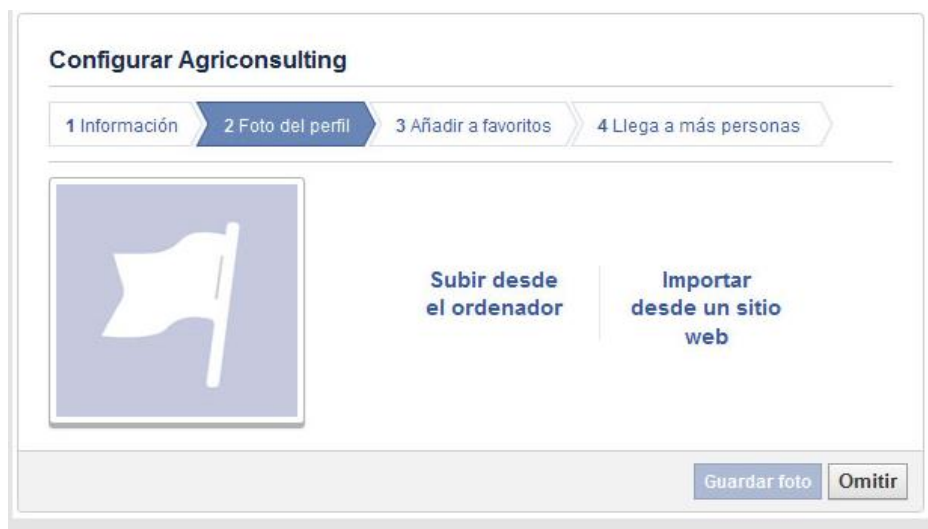 Configurar Agriconsulting
1 Información 2 Foto del perfil 3 Añadir a favoritos 4 Llega a más personas
Subir desde
el ordenador
Importar
desde un sitio
web
Guardar foto Omitir